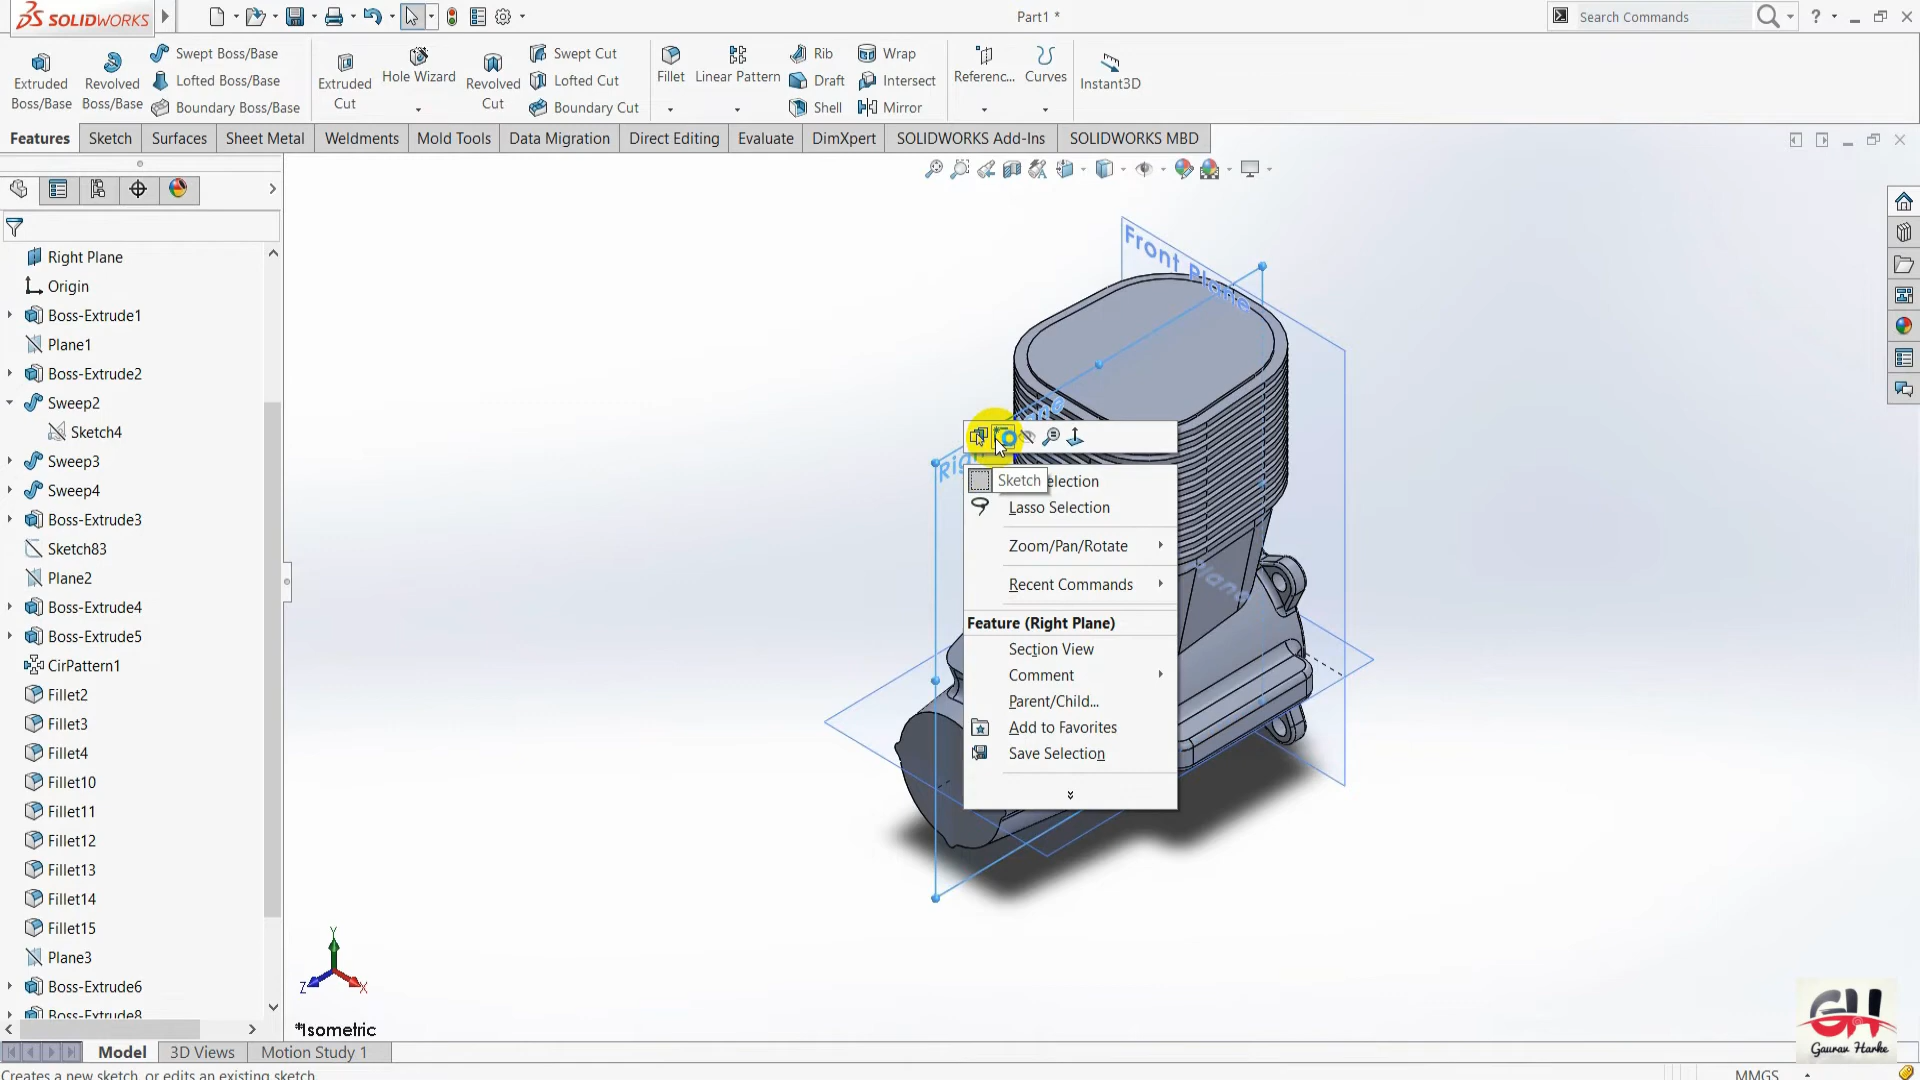 SOLIDWORKS
Part1 *
Search Commands
Extruded Boss/Base
Revolved Boss/Base
Swept Boss/Base
Lofted Boss/Base
Boundary Boss/Base
Extruded Cut
Hole Wizard
Revolved Cut
Swept Cut
Lofted Cut
Boundary Cut
Fillet
Linear Pattern
Rib
Draft
Shell
Wrap
Intersect
Mirror
Referenc...
Curves
Instant3D
Features
Sketch
Surfaces
Sheet Metal
Weldments
Mold Tools
Data Migration
Direct Editing
Evaluate
DimXpert
SOLIDWORKS Add-Ins
SOLIDWORKS MBD
Right Plane
Origin
Boss-Extrude1
Plane1
Boss-Extrude2
Sweep2
Sketch4
Sweep3
Sweep4
Boss-Extrude3
Sketch83
Plane2
Boss-Extrude4
Boss-Extrude5
CirPattern1
Fillet2
Fillet3
Fillet4
Fillet10
Fillet11
Fillet12
Fillet13
Fillet14
Fillet15
Plane3
Boss-Extrude6
Boss-Extrude8
Front Plane
Sketch
Lasso Selection
Zoom/Pan/Rotate
Recent Commands
Feature (Right Plane)
Section View
Comment
Parent/Child...
Add to Favorites
Save Selection
Y
Z
X
*Isometric
Model
3D Views
Motion Study 1
Creates a new sketch, or edits an existing sketch.
MMGS
GH
Gaurav Harke